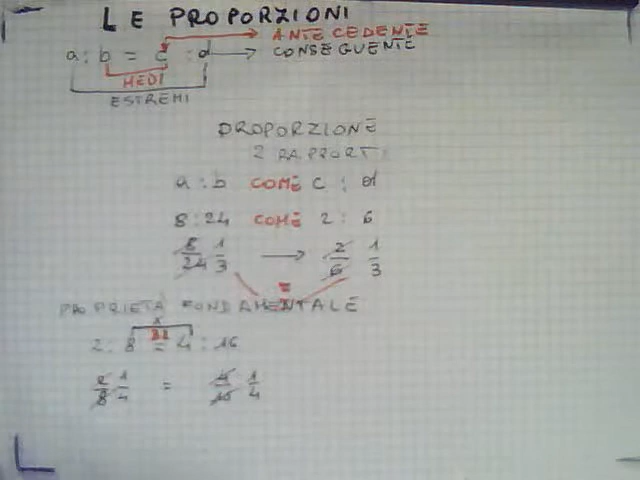 LE PROPORZIONI
ANTECEDENTE
a : b = c : d → CONSEGUENTE
MEDI
ESTREMI
PROPORZIONE
2 RAPPORTI
a : b COME c : d
8 : 24 COME 2 : 6
8/24 1/3 → 2/6 1/3
=
PROPRIETÀ FONDAMENTALE
x
32
2 : 8 = 4 : 16
2/8 1/4 = 4/16 1/4